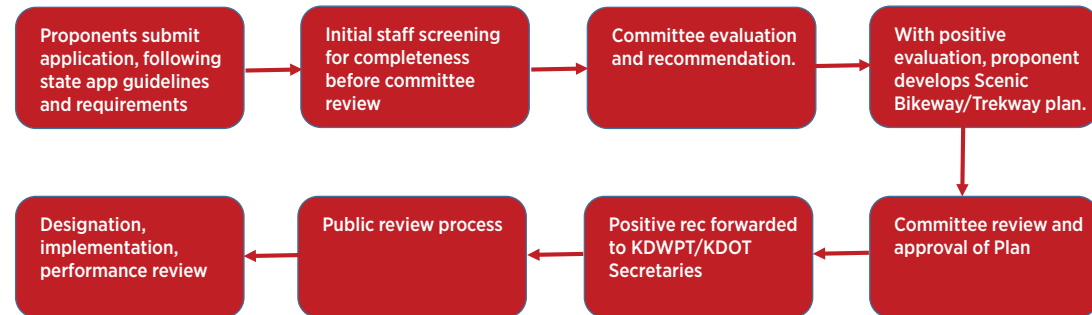 Proponents submit
application, following
state app guidelines
and requirements
Initial staff screening
for completeness
before committee
review
Committee evaluation
and recommendation.
With positive
evaluation, proponent
develops Scenic
Bikeway/Trekway plan.
Committee review and
approval of Plan
Positive rec forwarded
to KDWPT/KDOT
Secretaries
Public review process
Designation,
implementation,
performance review